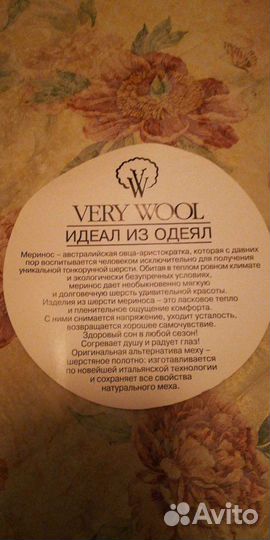 W
VERY WOOL
ИДЕАЛ ИЗ ОДЕЯЛ
Меринос – австралийская овца-аристократка, которая с давних
пор воспитывается человеком исключительно для получения
уникальной тонкорунной шерсти. Обитая в теплом ровном климате
и экологически безупречных условиях,
меринос дает необыкновенно мягкую
и долговечную шерсть удивительной красоты.
Изделия из шерсти мериноса – это ласковое тепло
и пленительное ощущение комфорта.
С ними снимается напряжение, уходит усталость,
возвращается хорошее самочувствие.
Здоровый сон в любой сезон!
Согревает душу и радует глаз!
Оригинальная альтернатива меху –
шерстяное полотно: изготавливается
по новейшей итальянской технологии
и сохраняет все свойства
натурального меха.
Avito